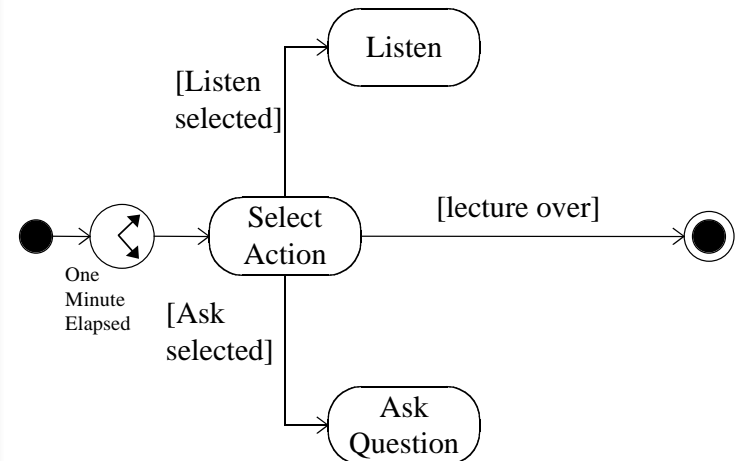 Listen
[Listen
selected]
Select
Action
[lecture over]
One
Minute
Elapsed
[Ask
selected]
Ask
Question